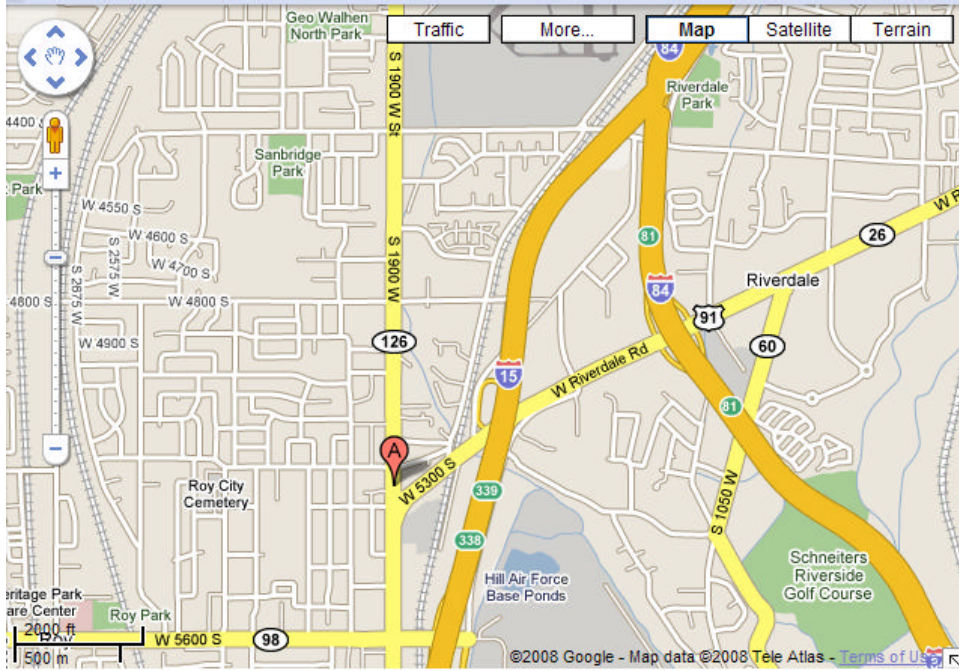 Geo Walhen
North Park
Traffic
More...
Map
Satellite
Terrain
84
Riverdale
Park
S 1900 W St
4400
Sanbridge
Park
Park
W 4550 S
W 4600 S
W 4700 S
S 2575 W
S 2675 W
4800 S
W 4800 S
W 4900 S
S 1900 W
126
81
84
91
26
Riverdale
60
15
W Riverdale Rd
81
A
W 5300 S
Roy City
Cemetery
339
338
S 1050 W
Hill Air Force
Base Ponds
Schneiters
Riverside
Golf Course
eritage Park
are Center
Roy Park
Roy
2000 ft
500 m
W 5600 S
98
©2008 Google - Map data ©2008 Tele Atlas - Terms of Us